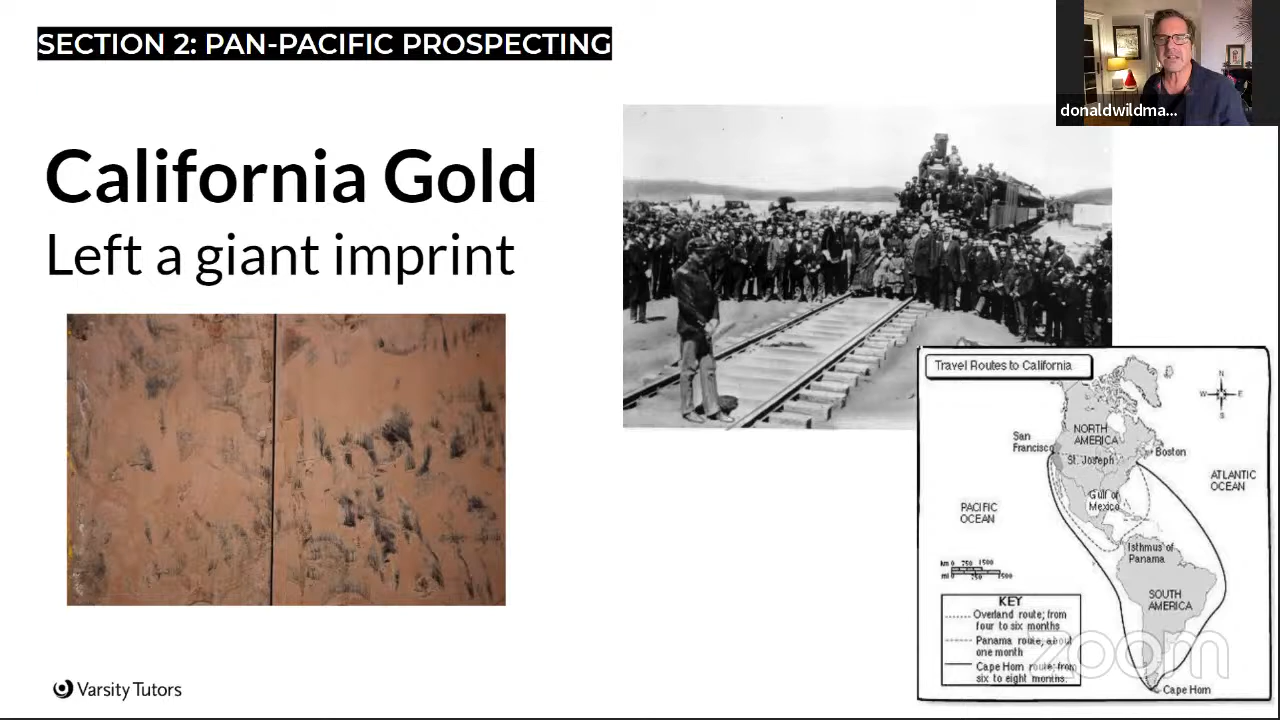 SECTION 2: PAN-PACIFIC PROSPECTING
donaldwildma...
California Gold
Left a giant imprint
Travel Routes to California
N
W
E
S
NORTH
AMERICA
San
Francisco
St. Joseph
Boston
ATLANTIC
OCEAN
Gulf of
Mexico
PACIFIC
OCEAN
Isthmus of
Panama
km 0 750 1500
mi 0 750 1500
SOUTH
AMERICA
KEY
Overland route; from
four to six months
Panama route, about
one month
Cape Horn route; from
six to eight months.
Cape Horn
zoom
Varsity Tutors